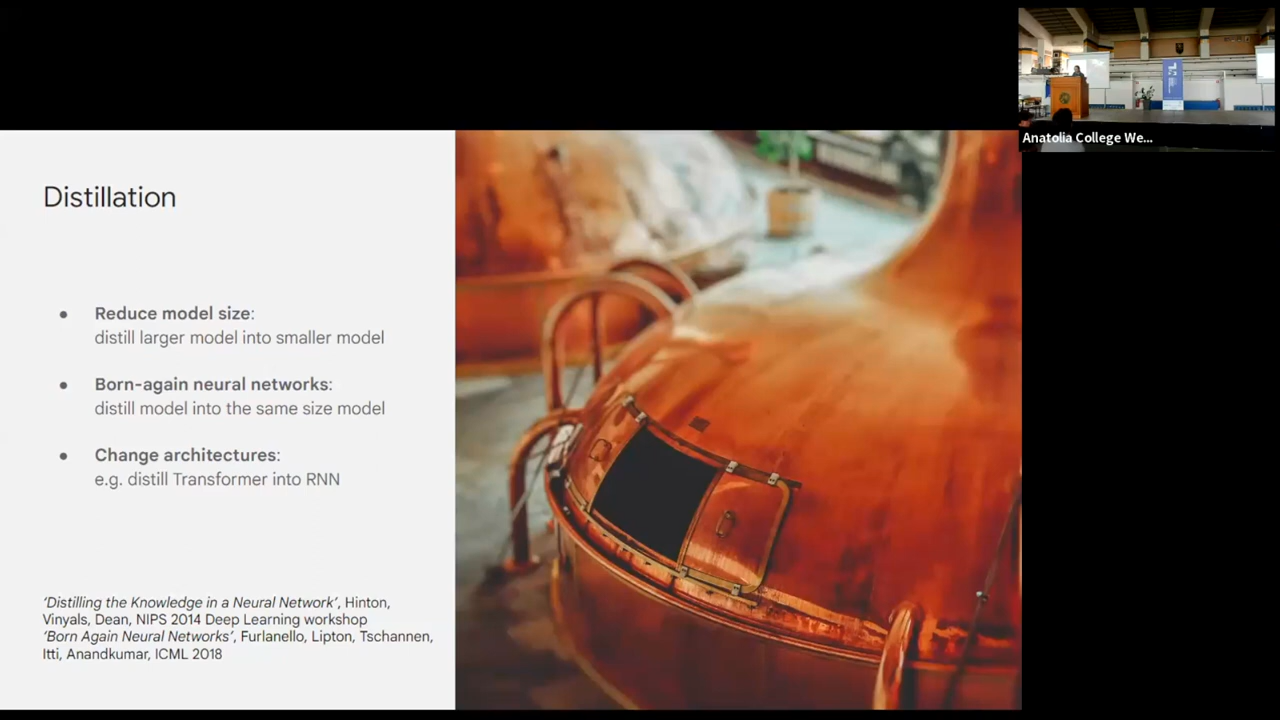 Anatolia College We...
Distillation
● Reduce model size:
distill larger model into smaller model
● Born-again neural networks:
distill model into the same size model
● Change architectures:
e.g. distill Transformer into RNN
'Distilling the Knowledge in a Neural Network', Hinton,
Vinyals, Dean, NIPS 2014 Deep Learning workshop
'Born Again Neural Networks', Furlanello, Lipton, Tschannen,
Itti, Anandkumar, ICML 2018